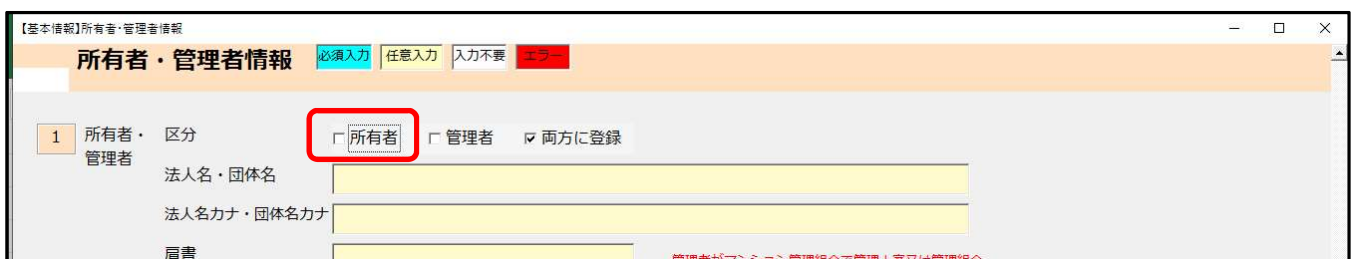 【基本情報】所有者・管理者情報
所有者・管理者情報 必須入力 任意入力 入力不要 エラー
1 所有者・管理者 区分 所有者 管理者 両方に登録
法人名・団体名
法人名カナ・団体名カナ
肩書